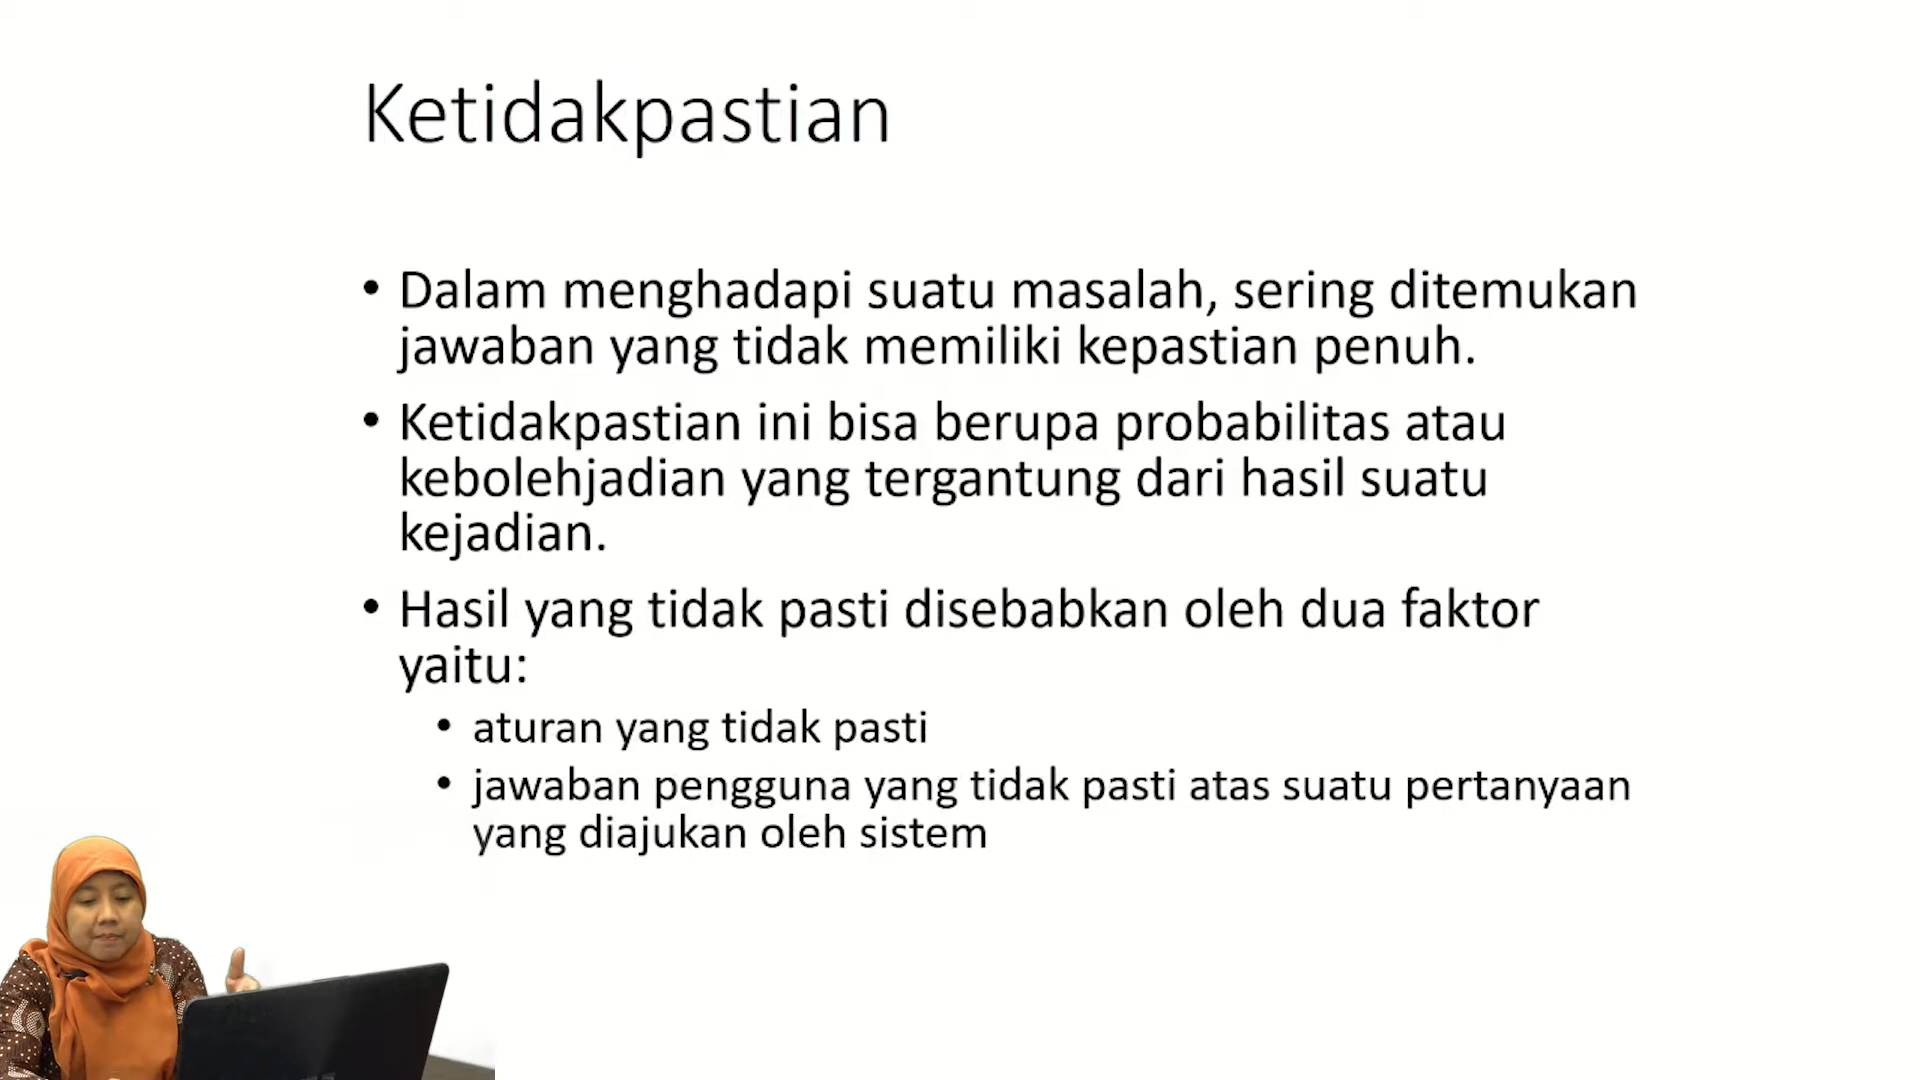 Ketidakpastian
• Dalam menghadapi suatu masalah, sering ditemukan
jawaban yang tidak memiliki kepastian penuh.
• Ketidakpastian ini bisa berupa probabilitas atau
kebolehjadian yang tergantung dari hasil suatu
kejadian.
• Hasil yang tidak pasti disebabkan oleh dua faktor
yaitu:
• aturan yang tidak pasti
• jawaban pengguna yang tidak pasti atas suatu pertanyaan
yang diajukan oleh sistem